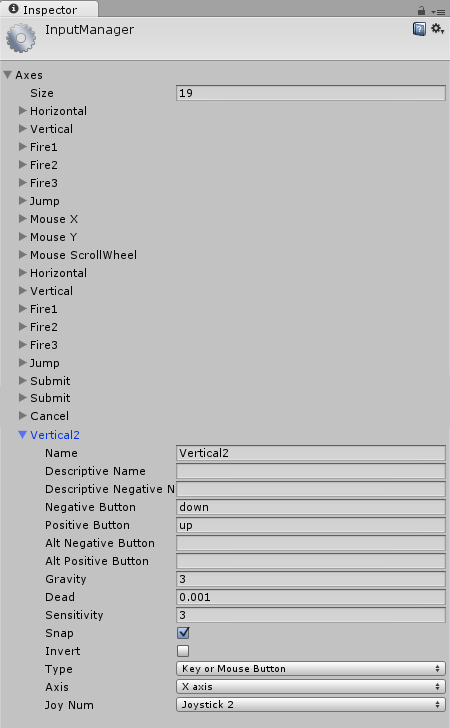 Inspector
InputManager
Axes
Size 19
Horizontal
Vertical
Fire1
Fire2
Fire3
Jump
Mouse X
Mouse Y
Mouse ScrollWheel
Horizontal
Vertical
Fire1
Fire2
Fire3
Jump
Submit
Submit
Cancel
Vertical2
Name Vertical2
Descriptive Name
Descriptive Negative N
Negative Button down
Positive Button up
Alt Negative Button
Alt Positive Button
Gravity 3
Dead 0.001
Sensitivity 3
Snap
Invert
Type Key or Mouse Button
Axis X axis
Joy Num Joystick 2